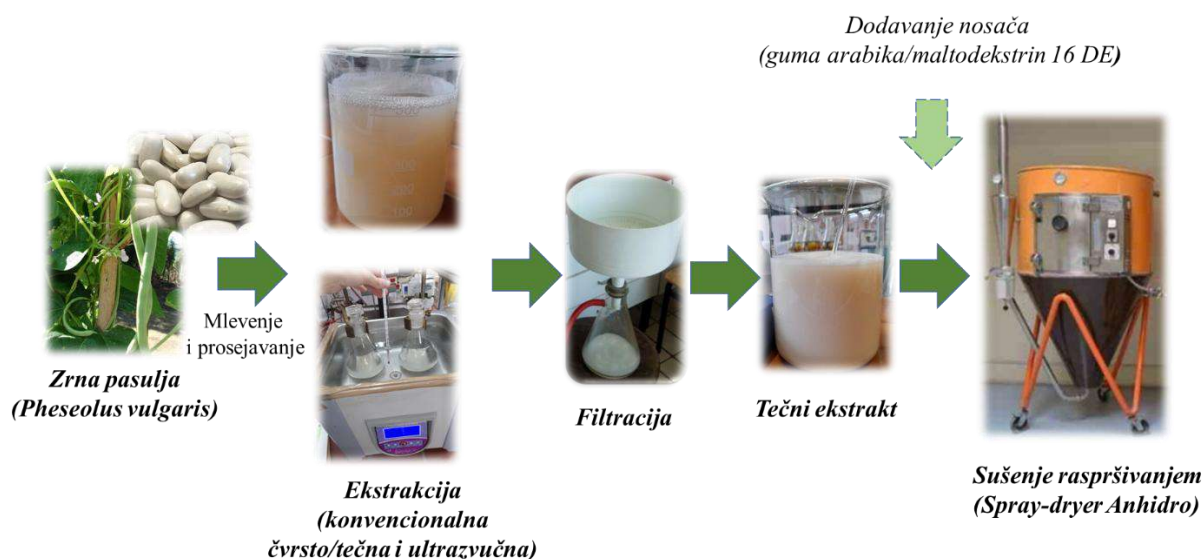 Dodavanje nosača
(guma arabika/maltodekstrin 16 DE)
Mlevenje
i prosejavanje
Zrna pasulja
(Pheseolus vulgaris)
Ekstrakcija
(konvencionalna
čvrsto/tečna i ultrazvučna)
Filtracija
Tečni ekstrakt
Sušenje raspršivanjem
(Spray-dryer Anhidro)